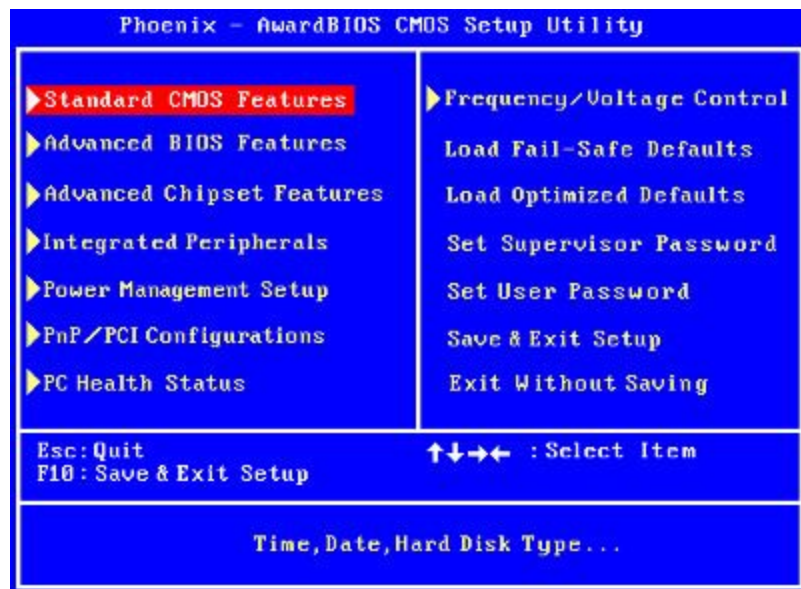 Phoenix - AwardBIOS CMOS Setup Utility
Standard CMOS Features
Advanced BIOS Features
Advanced Chipset Features
Integrated Peripherals
Power Management Setup
PnP/PCI Configurations
PC Health Status
Frequency/Voltage Control
Load Fail-Safe Defaults
Load Optimized Defaults
Set Supervisor Password
Set User Password
Save & Exit Setup
Exit Without Saving
Esc:Quit
F10:Save & Exit Setup
↑↓→← :Select Item
Time,Date,Hard Disk Type...